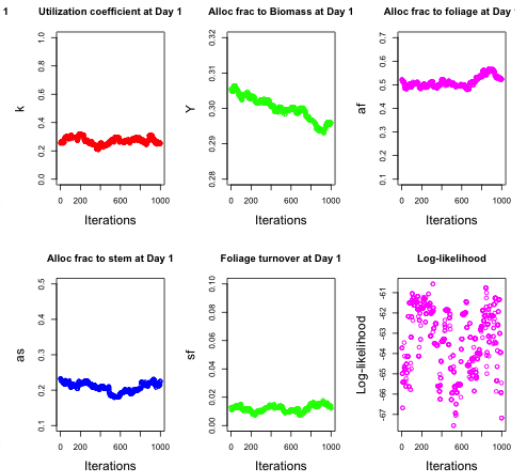 1 Utilization coefficient at Day 1 Alloc frac to Biomass at Day 1 Alloc frac to foliage at Day
k
0.0 0.2 0.4 0.6 0.8 1.0
0 200 600 1000
Iterations
Y
0.28 0.29 0.30 0.31 0.32
0 200 600 1000
Iterations
af
0.1 0.2 0.3 0.4 0.5 0.6 0.7
0 200 600 1000
Iterations
Alloc frac to stem at Day 1 Foliage turnover at Day 1 Log-likelihood
as
0.1 0.2 0.3 0.4 0.5
0 200 600 1000
Iterations
sf
0.00 0.02 0.04 0.06 0.08 0.10
0 200 600 1000
Iterations
Log-likelihood
-67 -66 -65 -64 -63 -62 -61
0 200 600 1000
Iterations